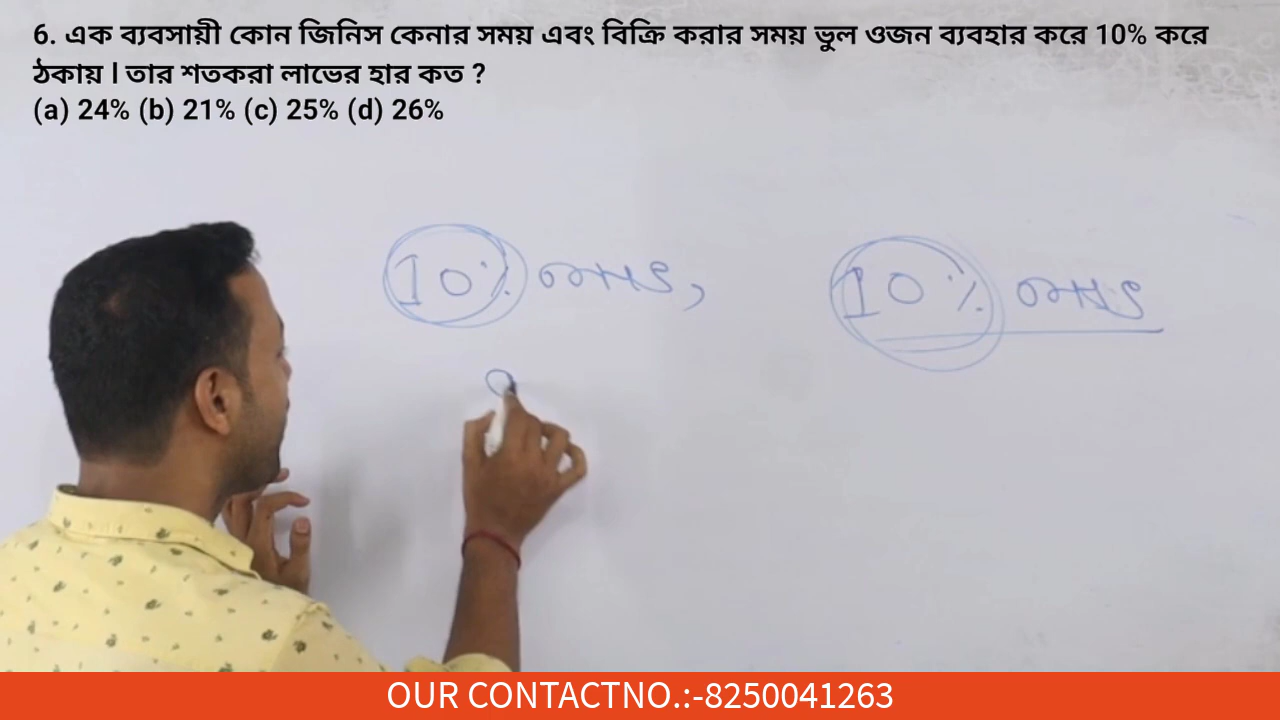 6. এক ব্যবসায়ী কোন জিনিস কেনার সময় এবং বিক্রি করার সময় ভুল ওজন ব্যবহার করে 10% করে
ঠকায় l তার শতকরা লাভের হার কত ?
(a) 24% (b) 21% (c) 25% (d) 26%
10% লাভ, 10% লাভ
OUR CONTACTNO.:-8250041263